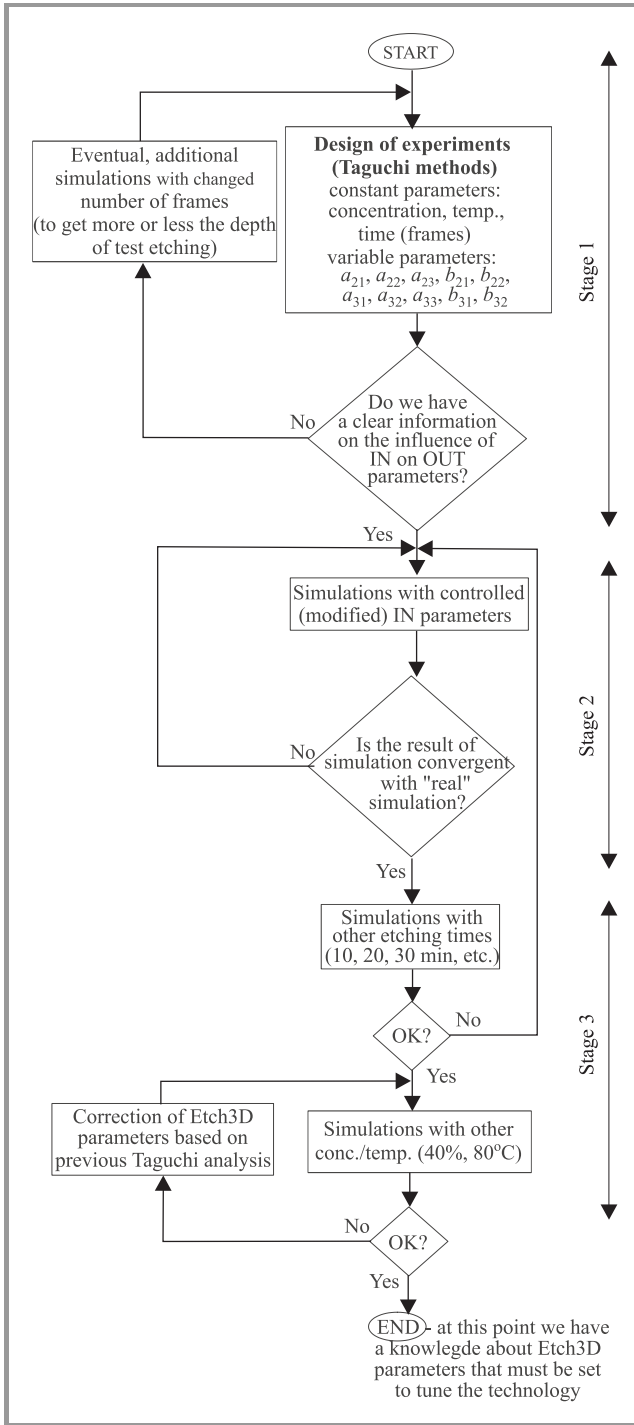 START
Eventual, additional
simulations with changed
number of frames
(to get more or less the depth
of test etching)
Design of experiments
(Taguchi methods)
constant parameters:
concentration, temp.,
time (frames)
variable parameters:
a21, a22, a23, b21, b22,
a31, a32, a33, b31, b32
Stage 1
Do we have
a clear information
on the influence of
IN on OUT
parameters?
No
Yes
Simulations with controlled
(modified) IN parameters
Stage 2
Is the result of
simulation convergent
with "real"
simulation?
No
Yes
Simulations with
other etching times
(10, 20, 30 min, etc.)
Stage 3
OK?
No
Yes
Correction of Etch3D
parameters based on
previous Taguchi analysis
Simulations with other
conc./temp. (40%, 80°C)
No
OK?
Yes
END - at this point we have
a knowlegde about Etch3D
parameters that must be set
to tune the technology